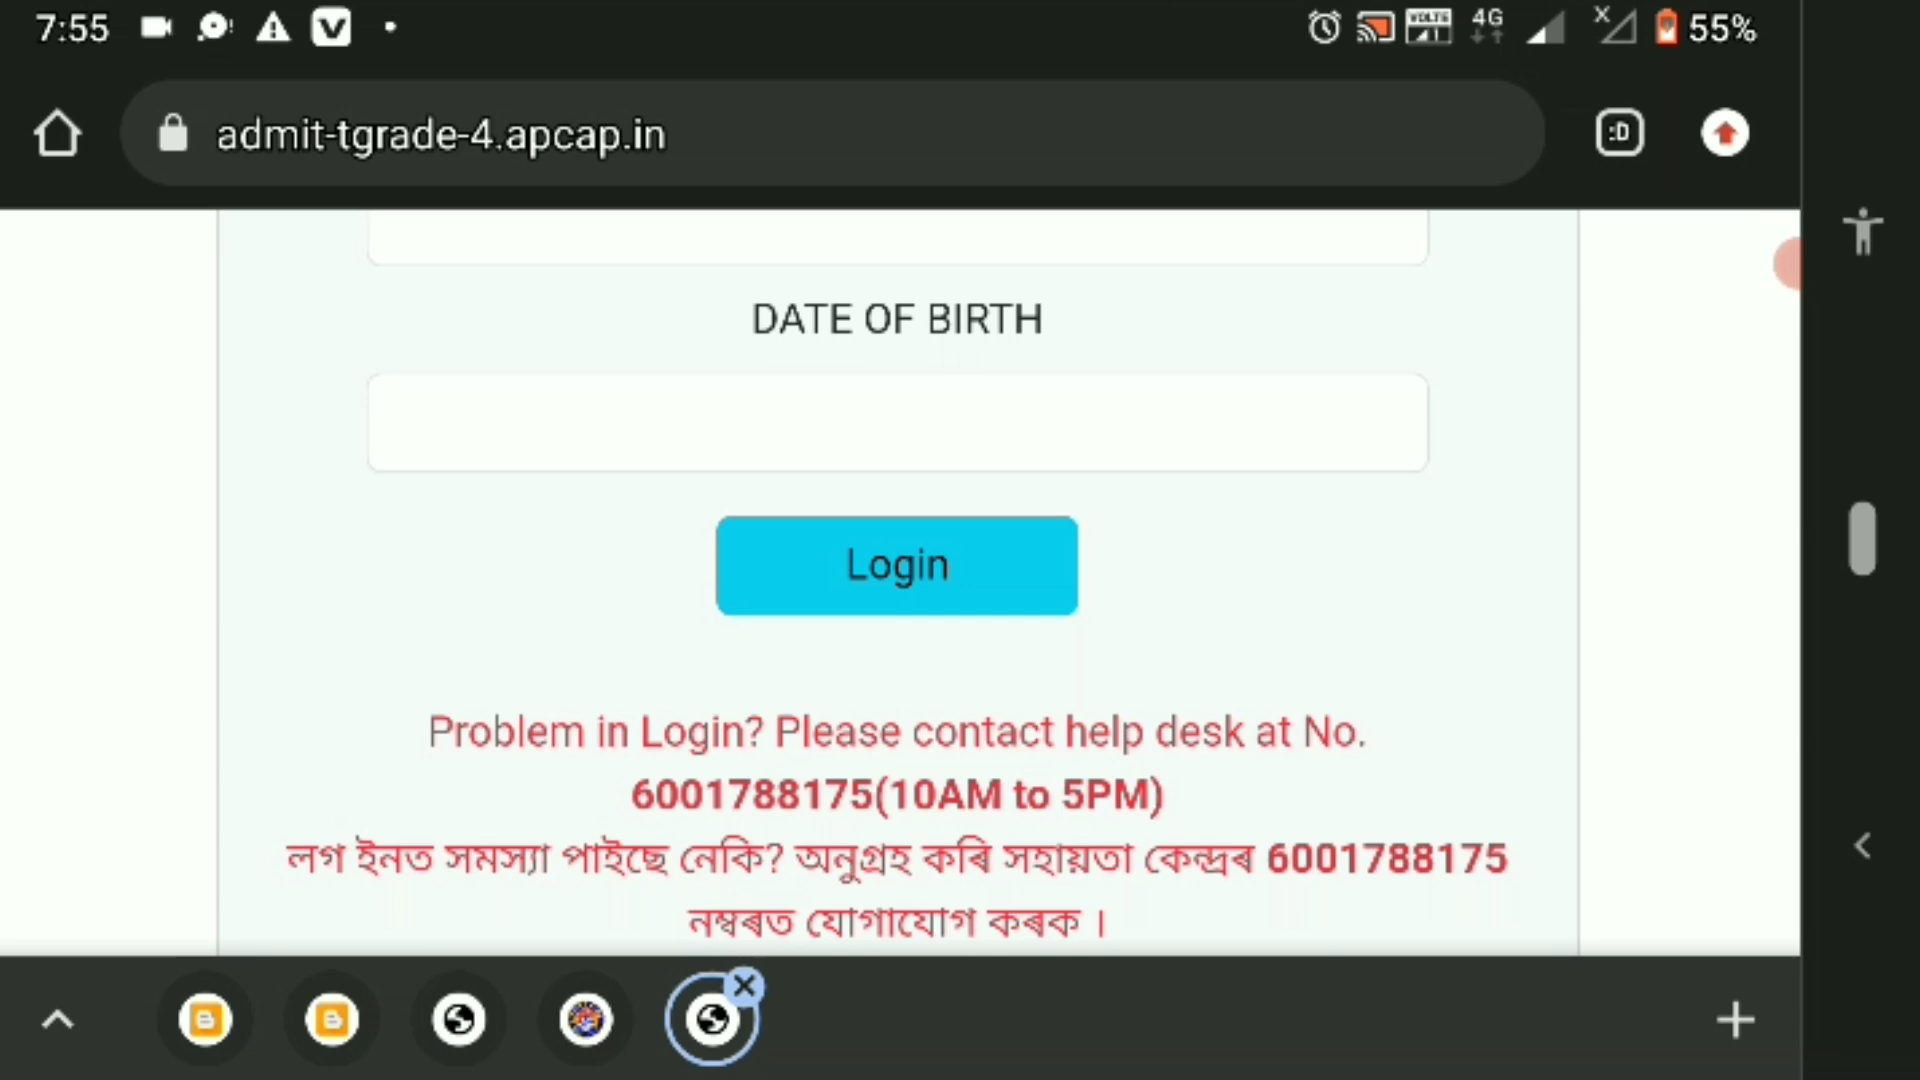 7:55
VOLTE 4G 55%
admit-tgrade-4.apcap.in
:D
DATE OF BIRTH
Login
Problem in Login? Please contact help desk at No.
6001788175(10AM to 5PM)
লগ ইনত সমস্যা পাইছে নেকি? অনুগ্ৰহ কৰি সহায়তা কেন্দ্ৰৰ 6001788175
নম্বৰত যোগাযোগ কৰক ।